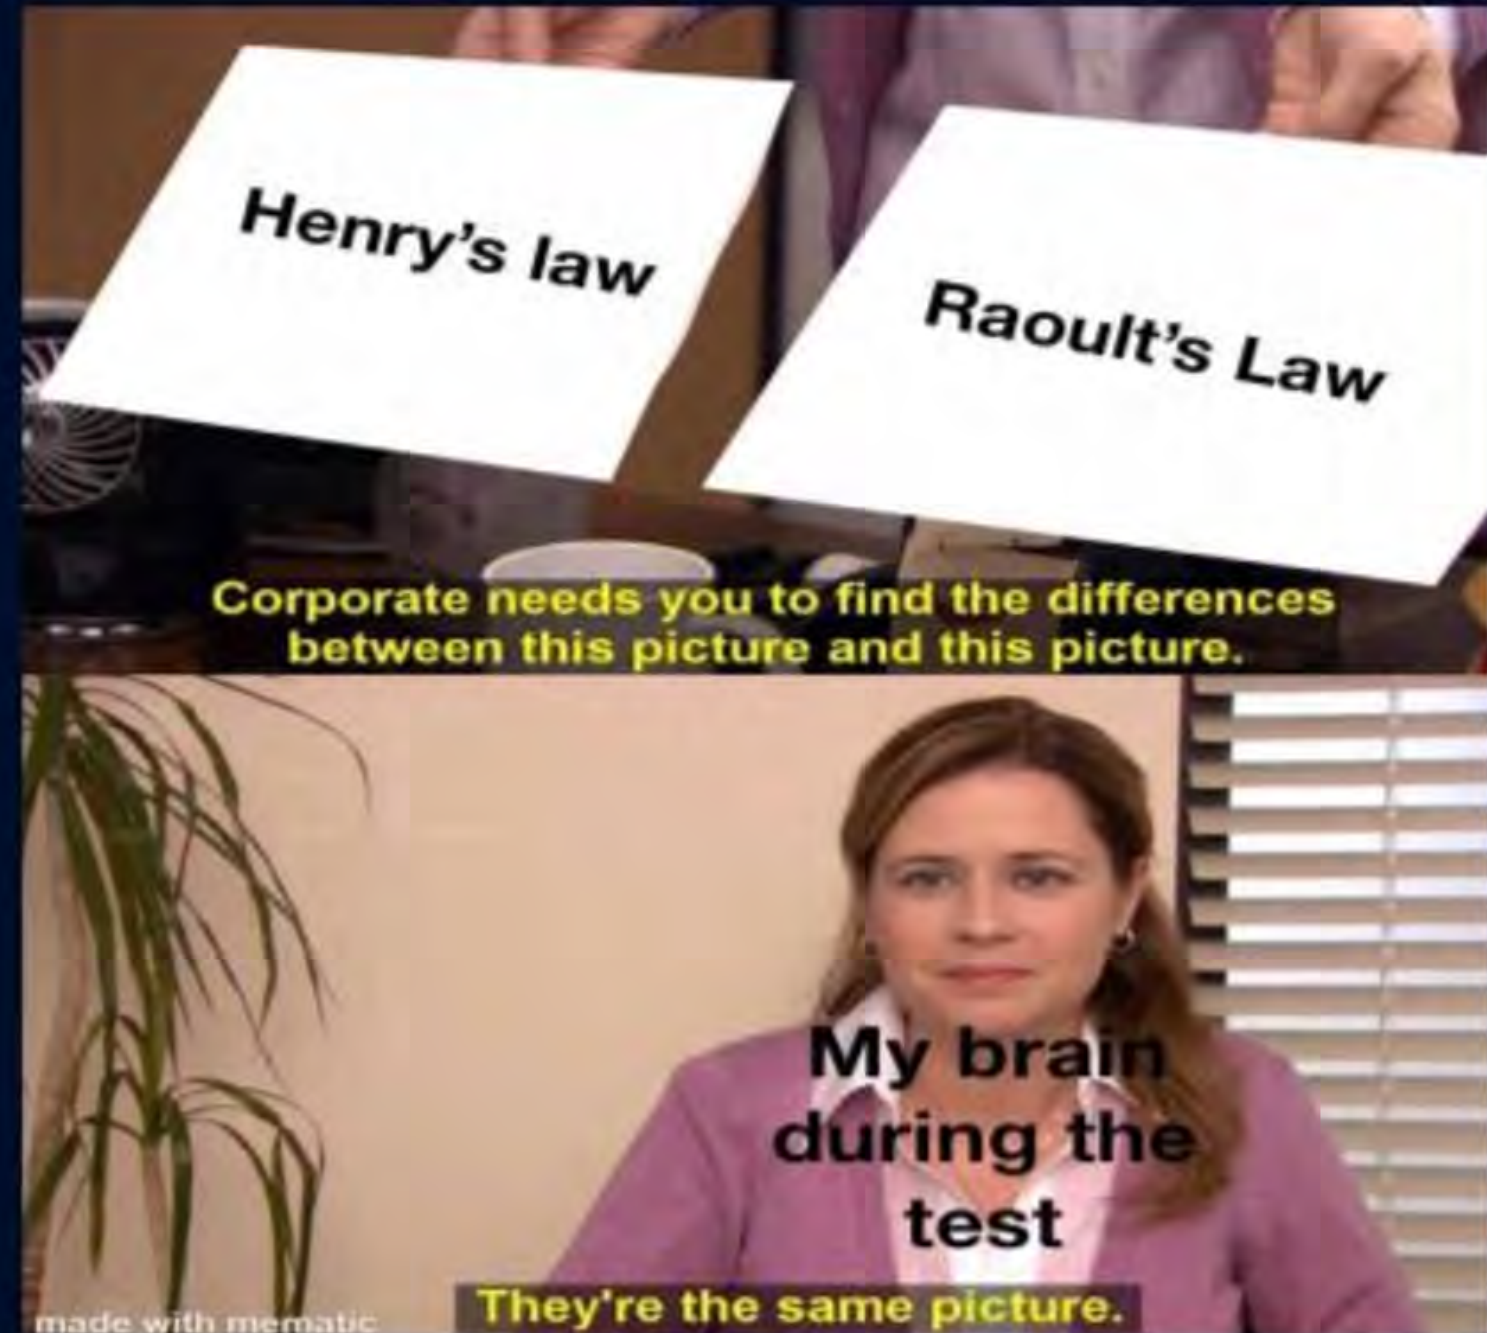 Henry's law
Raoult's Law
Corporate needs you to find the differences
between this picture and this picture.
My brain
during the
test
They're the same picture.
made with mematic